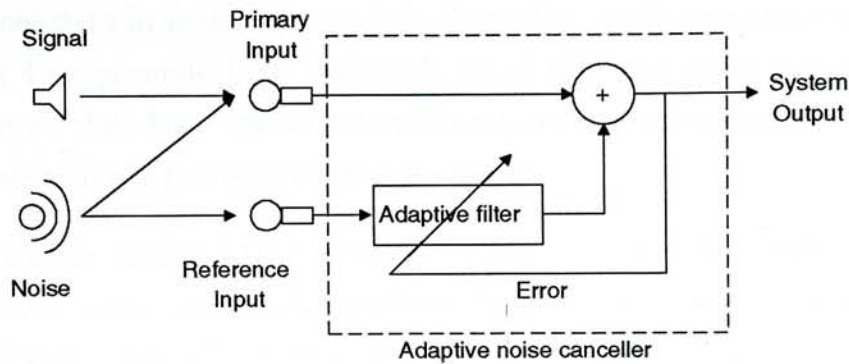 Signal
Primary
Input
+
System
Output
Adaptive filter
Noise
Reference
Input
Error
Adaptive noise canceller